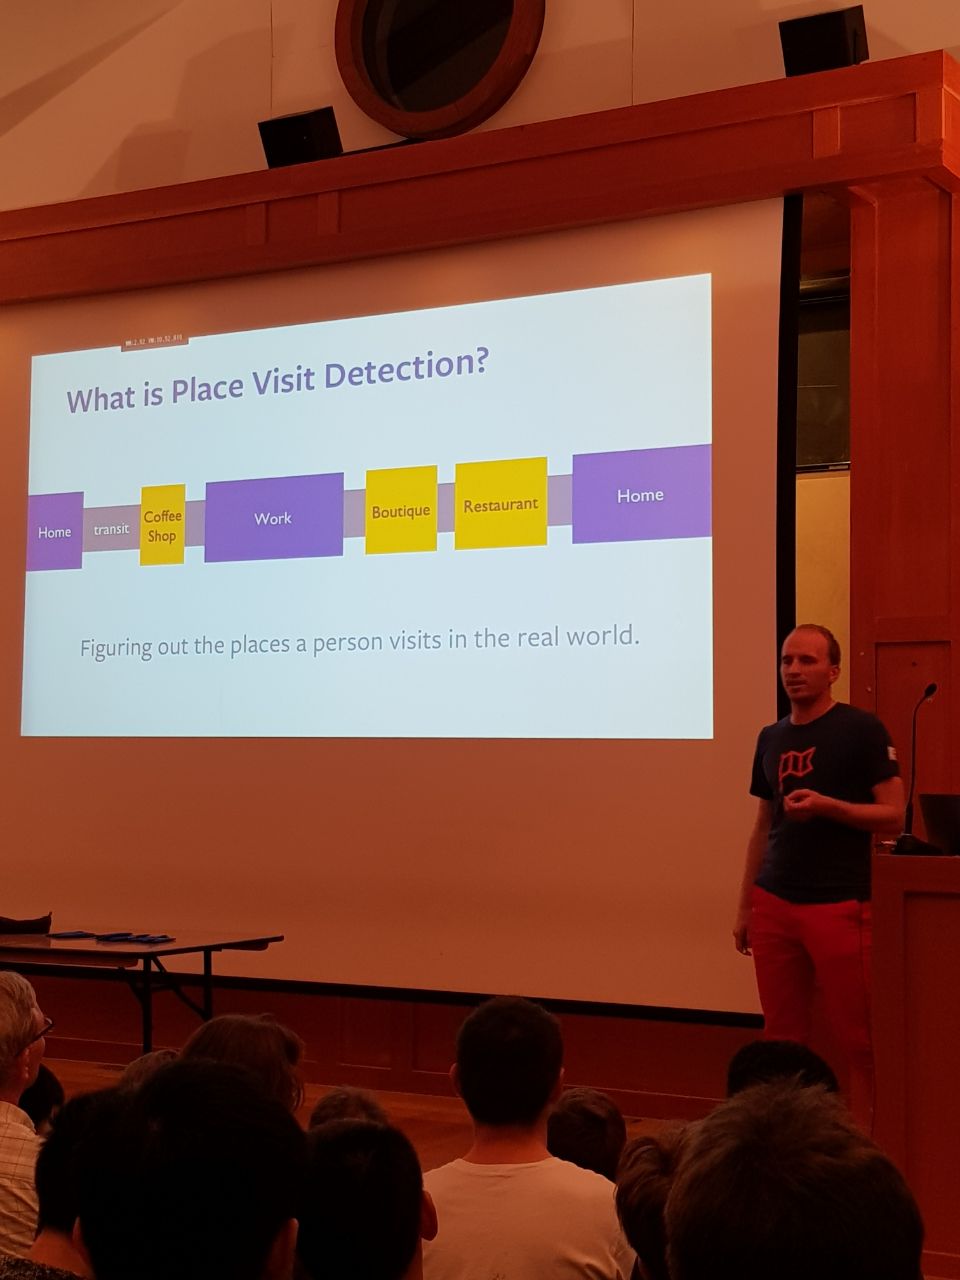 What is Place Visit Detection?
Home
transit
Coffee
Shop
Work
Boutique
Restaurant
Home
Figuring out the places a person visits in the real world.